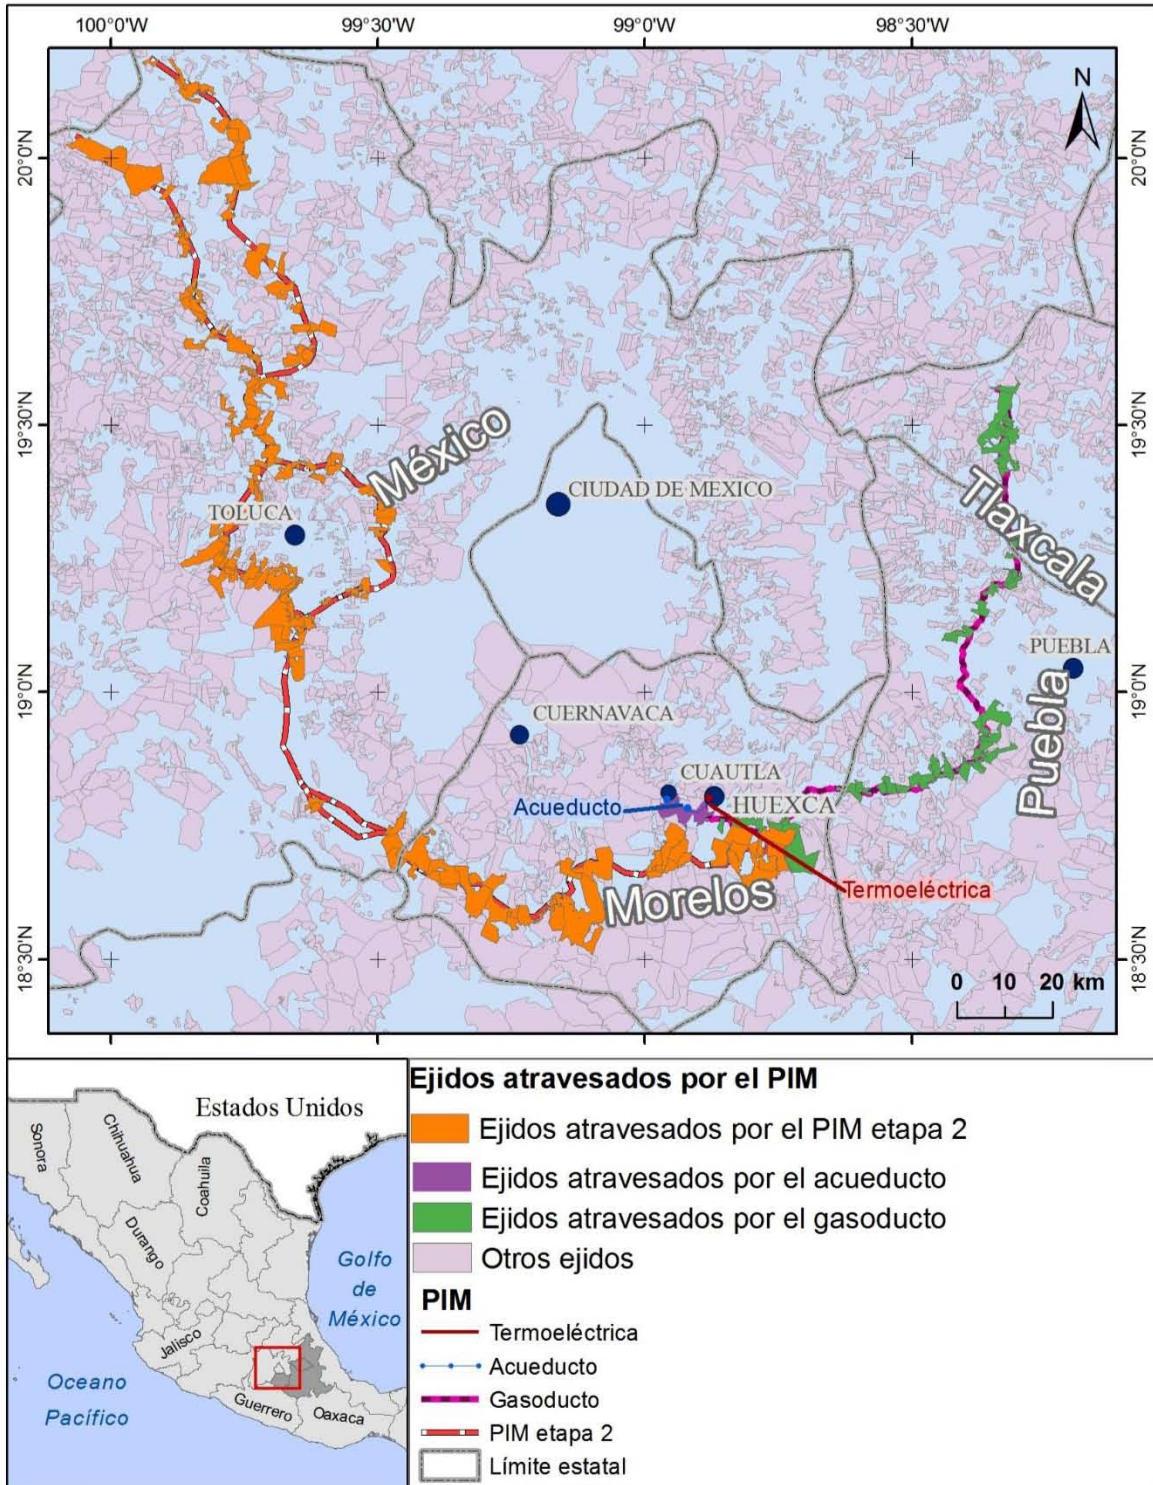 100°0'W
99°30'W
99°0'W
98°30'W
N
20°0'N
20°0'N
19°30'N
19°30'N
México
CIUDAD DE MEXICO
TOLUCA
Tlaxcala
PUEBLA
19°0'N
19°0'N
CUERNAVACA
Puebla
CUAUTLA
Acueducto
HUEXCA
Morelos
Termoeléctrica
18°30'N
18°30'N
0 10 20 km
Estados Unidos
Sonora
Chihuahua
Coahuila
Durango
Golfo
de
México
Jalisco
Oceano
Pacífico
Guerrero
Oaxaca
Ejidos atravesados por el PIM
Ejidos atravesados por el PIM etapa 2
Ejidos atravesados por el acueducto
Ejidos atravesados por el gasoducto
Otros ejidos
PIM
Termoeléctrica
Acueducto
Gasoducto
PIM etapa 2
Límite estatal